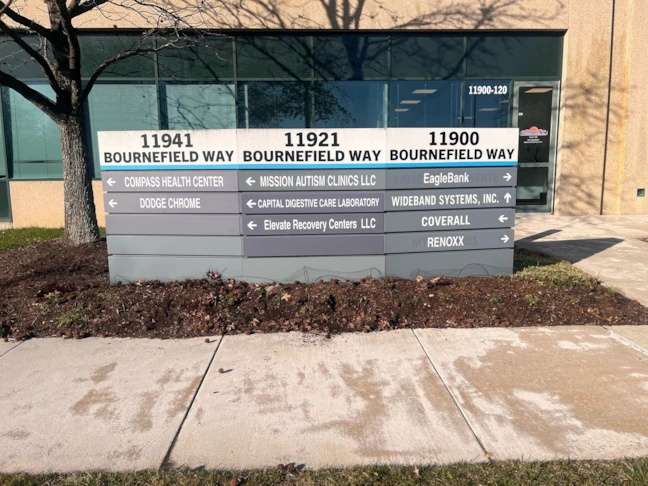 11900-120
11941
BOURNEFIELD WAY
← COMPASS HEALTH CENTER
← DODGE CHROME
11921
BOURNEFIELD WAY
← MISSION AUTISM CLINICS LLC
← CAPITAL DIGESTIVE CARE LABORATORY
← Elevate Recovery Centers LLC
11900
BOURNEFIELD WAY
EagleBank →
WIDEBAND SYSTEMS, INC. ↑
COVERALL →
RENOXX →